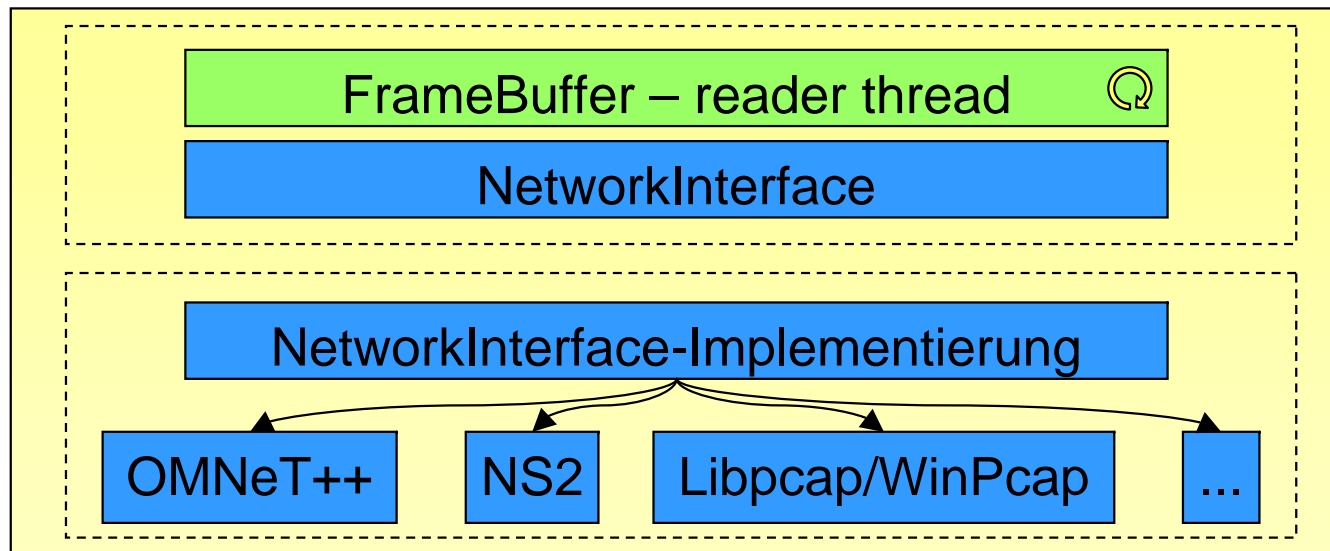 FrameBuffer – reader thread
NetworkInterface
NetworkInterface-Implementierung
OMNeT++ NS2 Libpcap/WinPcap ...